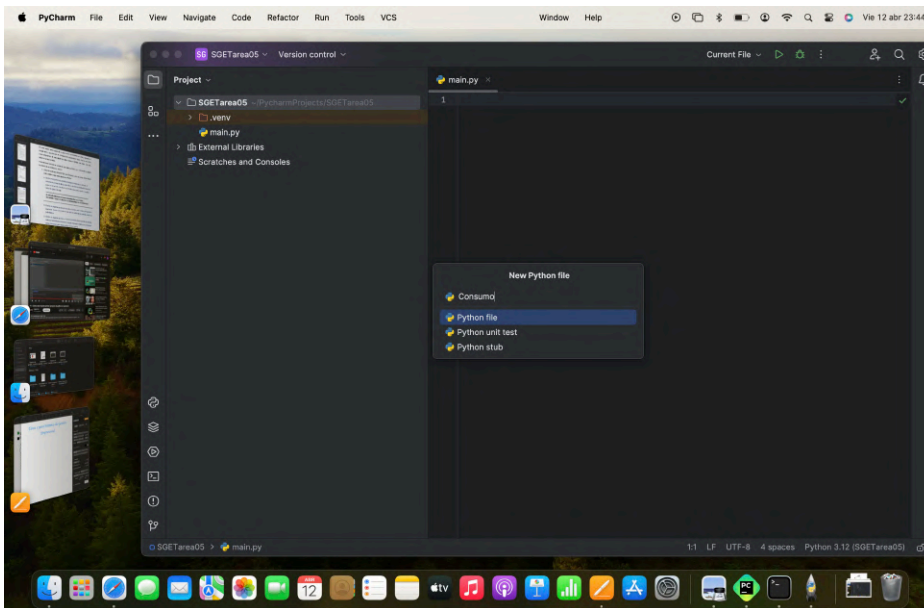 PyCharm File Edit View Navigate Code Refactor Run Tools VCS Window Help Vie 12 abr 23:44
SG SGETarea05 Version control Current File
Project
main.py
SGETarea05 ~/PycharmProjects/SGETarea05
1
.venv
main.py
External Libraries
Scratches and Consoles
New Python file
Consumo
Python file
Python unit test
Python stub
SGETarea05 > main.py
1:1 LF UTF-8 4 spaces Python 3.12 (SGETarea05)
12
tv
PC